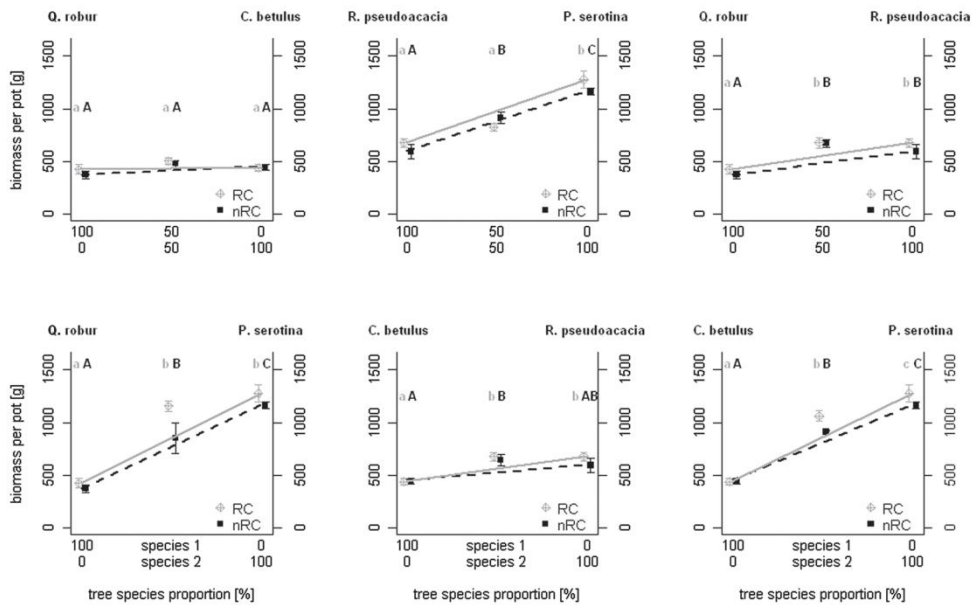 Q. robur C. betulus
biomass per pot [g]
0 500 1000 1500
a A a A a A
RC
nRC
0 500 1000 1500
100 50 0
0 50 100
R. pseudoacacia P. serotina
0 500 1000 1500
a A a B b C
RC
nRC
0 500 1000 1500
100 50 0
0 50 100
Q. robur R. pseudoacacia
0 500 1000 1500
a A b B b B
RC
nRC
0 500 1000 1500
100 50 0
0 50 100
Q. robur P. serotina
biomass per pot [g]
0 500 1000 1500
a A b B b C
RC
nRC
0 500 1000 1500
100 species 1 0
0 species 2 100
tree species proportion [%]
C. betulus R. pseudoacacia
0 500 1000 1500
a A b B b AB
RC
nRC
0 500 1000 1500
100 species 1 0
0 species 2 100
tree species proportion [%]
C. betulus P. serotina
0 500 1000 1500
a A b B c C
RC
nRC
0 500 1000 1500
100 species 1 0
0 species 2 100
tree species proportion [%]